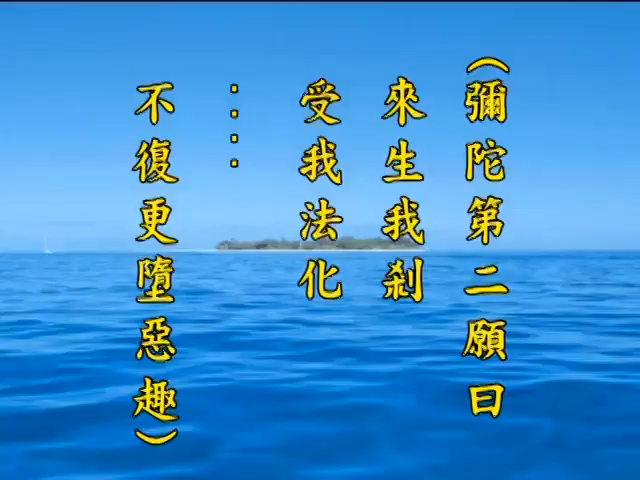 （彌陀第二願曰
來生我剎
受我法化
．．．．
不復更墮惡趣）